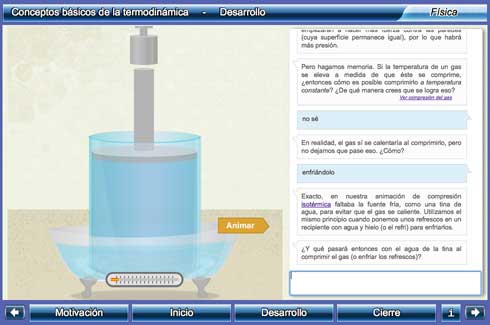 Conceptos básicos de la termodinámica - Desarrollo
Física
empezarán a hacer más fuerza contra las paredes
(cuya superficie permanece igual), por lo que habrá
más presión.
Pero hagamos memoria. Si la temperatura de un gas
se eleva a medida de que éste se comprime,
¿entonces cómo es posible comprimirlo a temperatura
constante? ¿De qué manera crees que se logra eso?
Ver compresión del gas
no sé
En realidad, el gas sí se calentaría al comprimirlo, pero
no dejamos que pase eso. ¿Cómo?
enfriándolo
Exacto, en nuestra animación de compresión
isotérmica faltaba la fuente fría, como una tina de
agua, para evitar que el gas se caliente. Utilizamos el
mismo principio cuando ponemos unos refrescos en un
recipiente con agua y hielo (o el refri) para enfriarlos.
¿Y qué pasará entonces con el agua de la tina al
comprimir el gas (o enfriar los refrescos)?
Animar
Motivación
Inicio
Desarrollo
Cierre
i